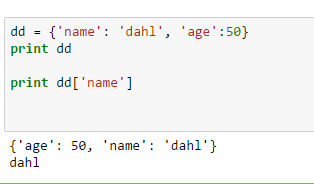 dd = {'name': 'dahl', 'age':50}
print dd
print dd['name']
{'age': 50, 'name': 'dahl'}
dahl